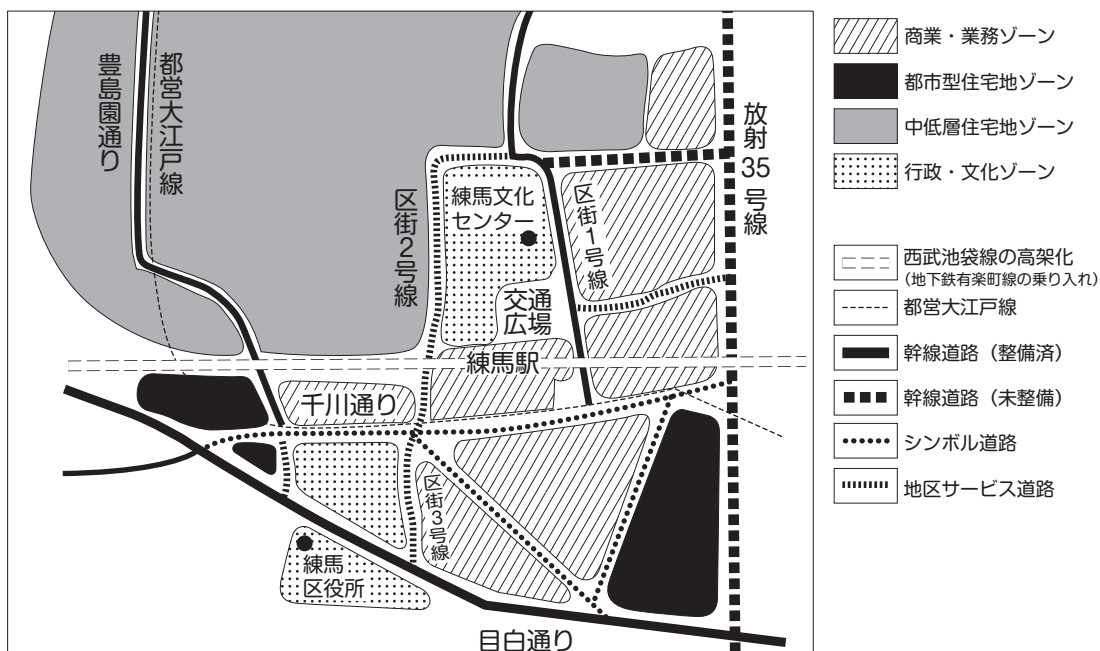 豊島園通り
都営大江戸線
区街2号線
練馬文化
センター
区街1号線
放射35号線
交通
広場
練馬駅
千川通り
区街3号線
練馬
区役所
目白通り
商業・業務ゾーン
都市型住宅地ゾーン
中低層住宅地ゾーン
行政・文化ゾーン
西武池袋線の高架化
(地下鉄有楽町線の乗り入れ)
都営大江戸線
幹線道路（整備済）
幹線道路（未整備）
シンボル道路
地区サービス道路